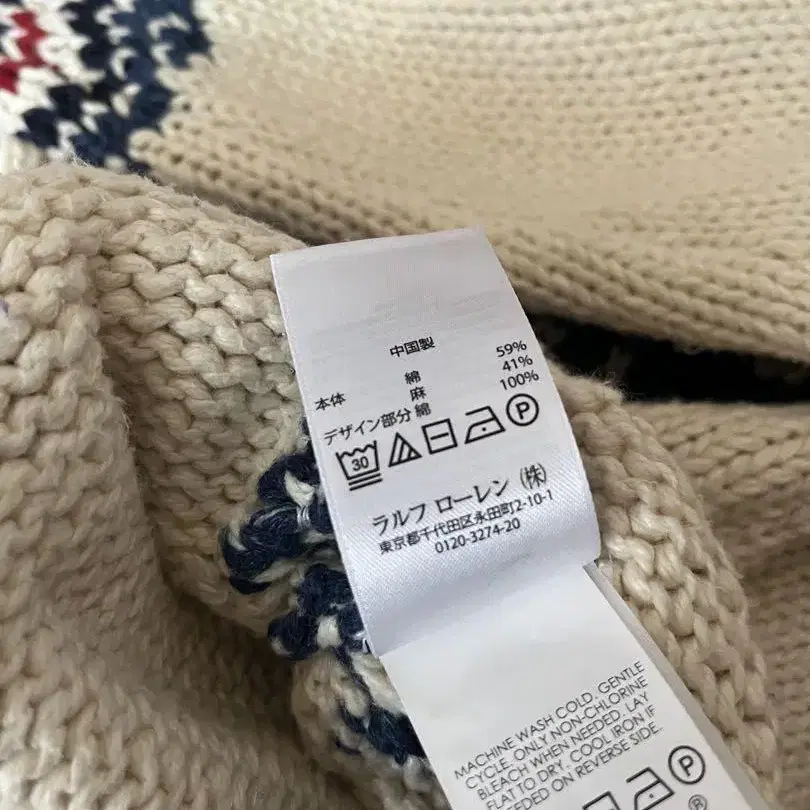 中国製
本体 綿 59%
麻 41%
デザイン部分 綿 100%
30
P
ラルフ ローレン (株)
東京都千代田区永田町2-10-1
0120-3274-20
MACHINE WASH COLD. GENTLE
CYCLE. ONLY NON-CHLORINE
BLEACH WHEN NEEDED. LAY
FLAT TO DRY. COOL IRON IF
NEEDED ON REVERSE SIDE.
P
®